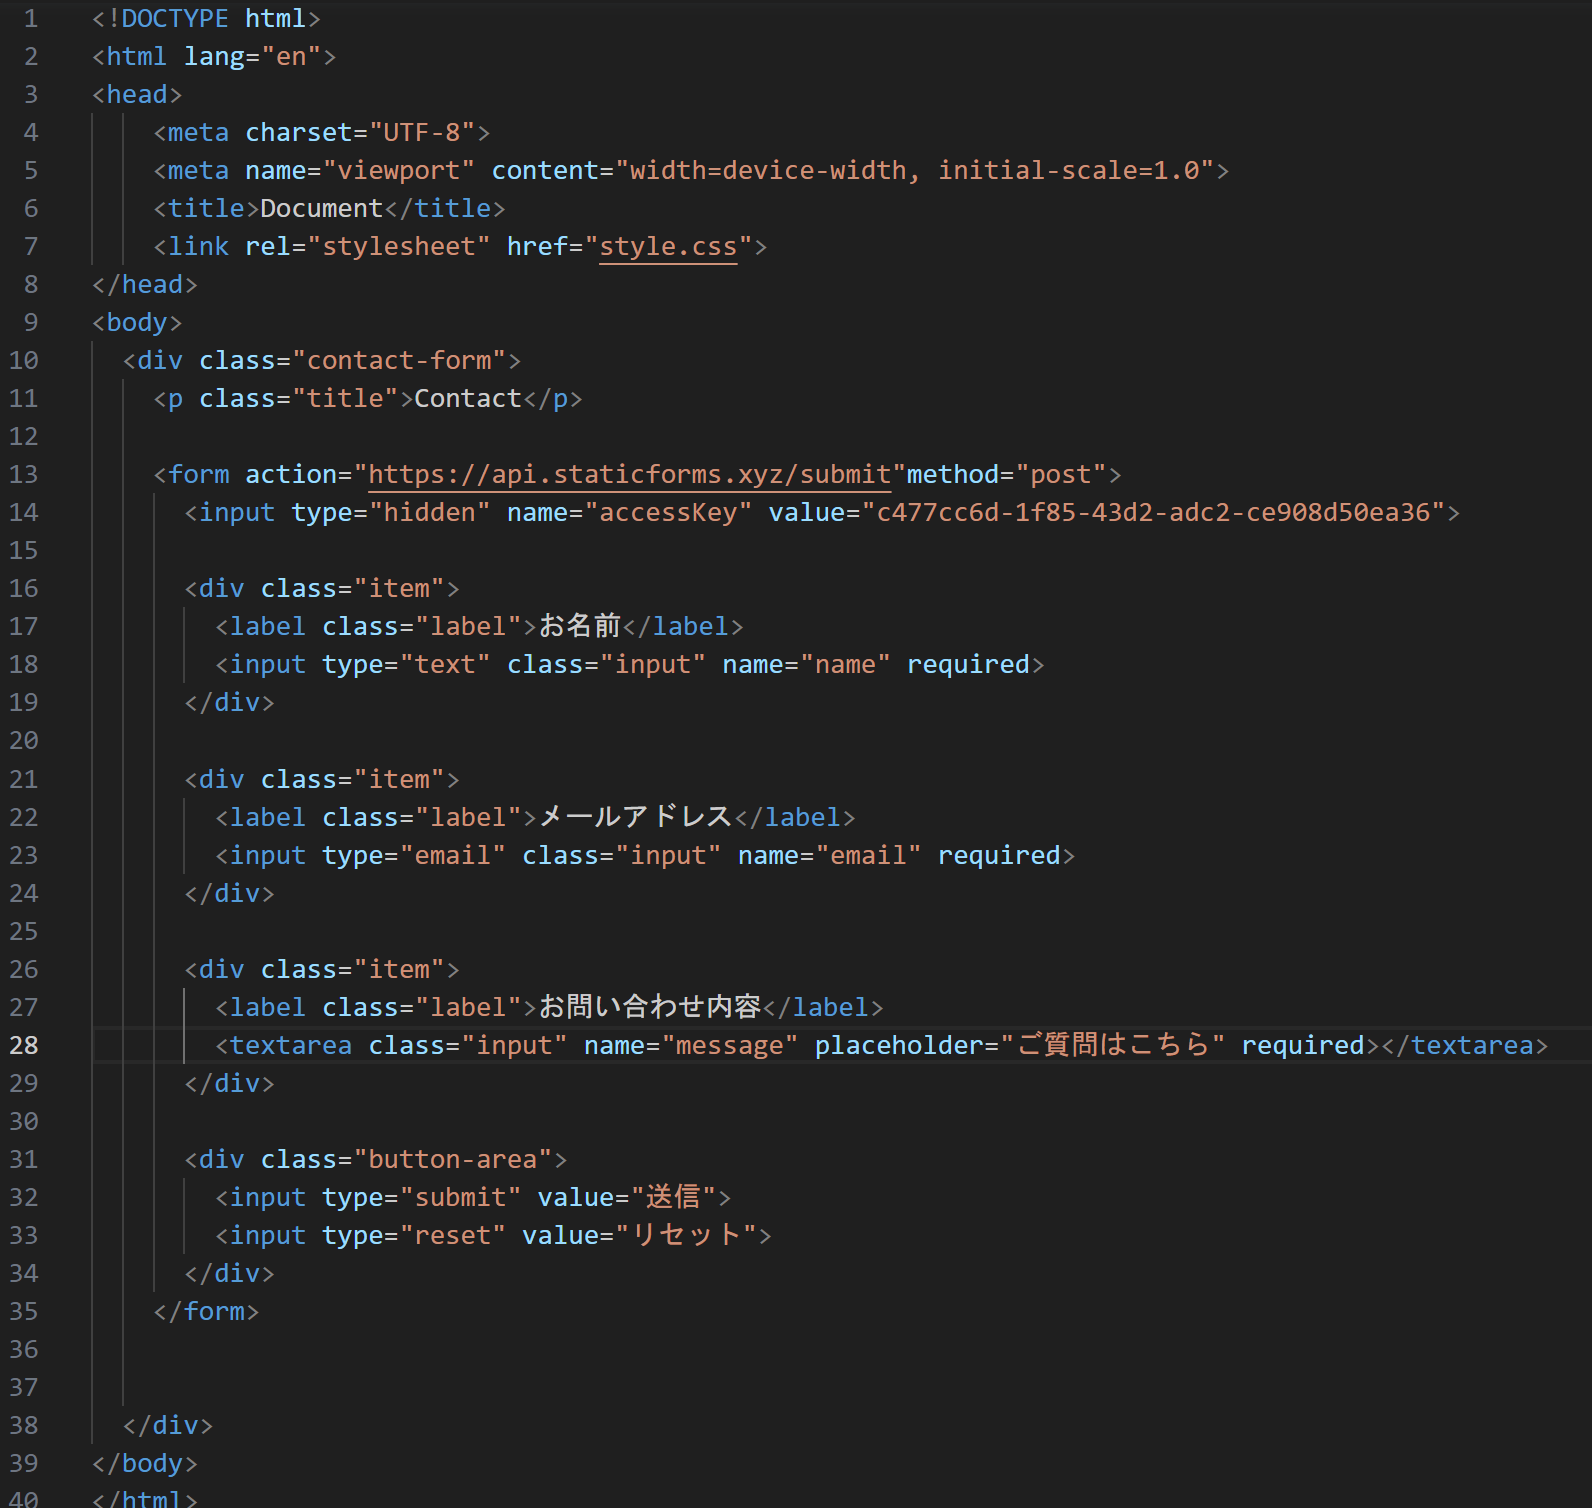 1 <!DOCTYPE html>
2 <html lang="en">
3 <head>
4 <meta charset="UTF-8">
5 <meta name="viewport" content="width=device-width, initial-scale=1.0">
6 <title>Document</title>
7 <link rel="stylesheet" href="style.css">
8 </head>
9 <body>
10 <div class="contact-form">
11 <p class="title">Contact</p>
12
13 <form action="https://api.staticforms.xyz/submit"method="post">
14 <input type="hidden" name="accessKey" value="c477cc6d-1f85-43d2-adc2-ce908d50ea36">
15
16 <div class="item">
17 <label class="label">お名前</label>
18 <input type="text" class="input" name="name" required>
19 </div>
20
21 <div class="item">
22 <label class="label">メールアドレス</label>
23 <input type="email" class="input" name="email" required>
24 </div>
25
26 <div class="item">
27 <label class="label">お問い合わせ内容</label>
28 <textarea class="input" name="message" placeholder="ご質問はこちら" required></textarea>
29 </div>
30
31 <div class="button-area">
32 <input type="submit" value="送信">
33 <input type="reset" value="リセット">
34 </div>
35 </form>
36
37
38 </div>
39 </body>
40 </html>